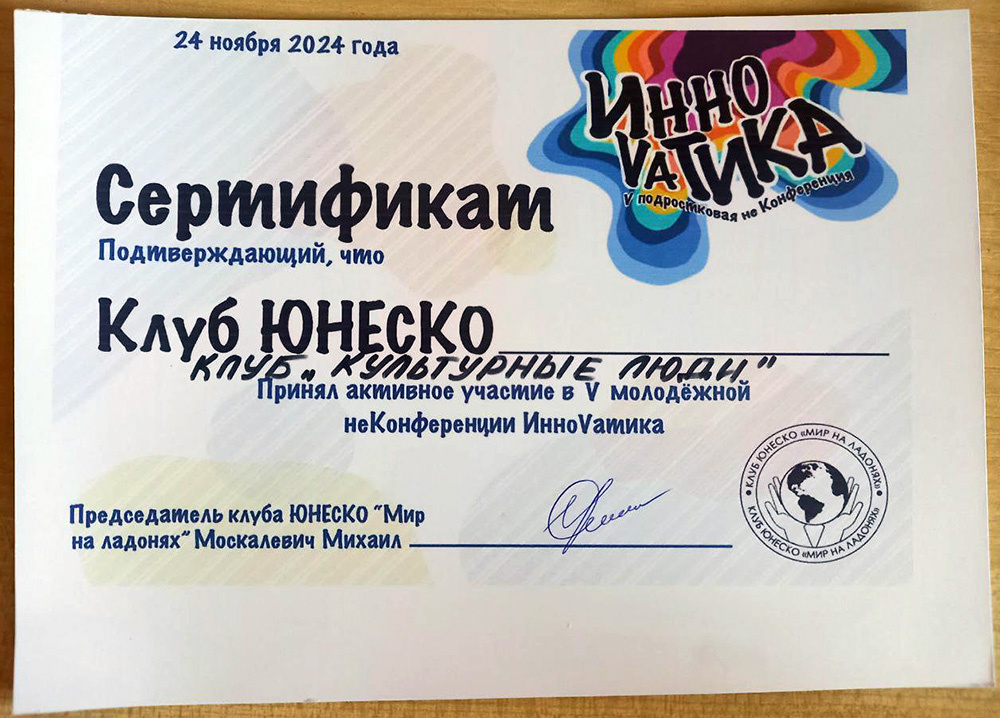 24 ноября 2024 года
ИННО
VАТИКА
V подростковая не Конференция
Сертификат
Подтверждающий, что
Клуб ЮНЕСКО
КЛУБ „КУЛЬТУРНЫЕ ЛЮДИ"
Принял активное участие в V молодёжной
неКонференции ИнноVатика
Председатель клуба ЮНЕСКО "Мир
на ладонях" Москалевич Михаил
КЛУБ ЮНЕСКО «МИР НА ЛАДОНЯХ»
КЛУБ ЮНЕСКО «МИР НА ЛАДОНЯХ»